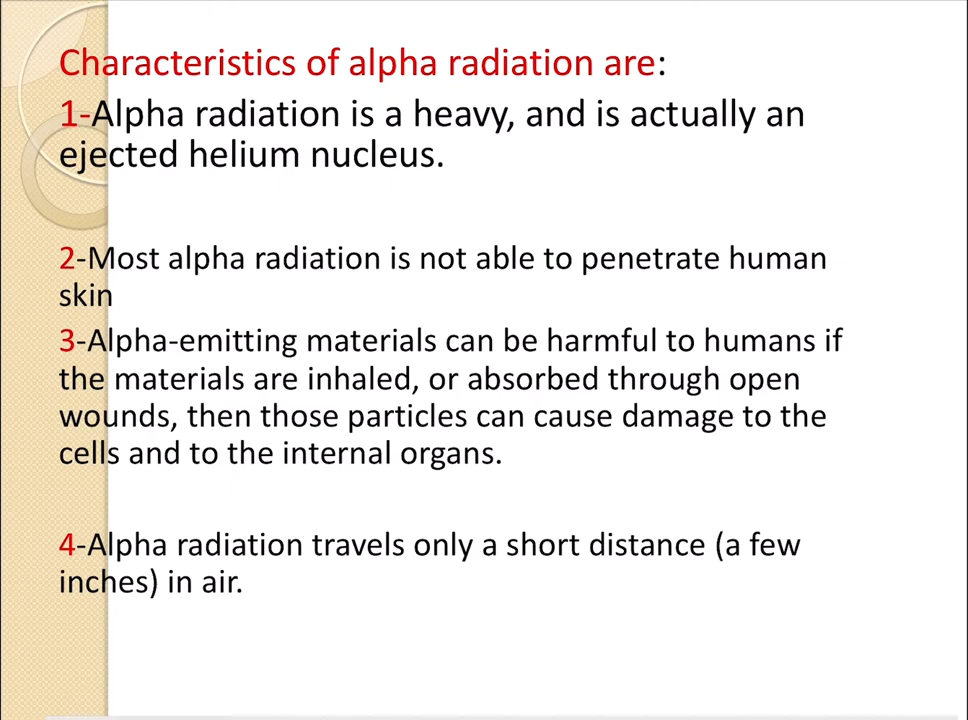 Characteristics of alpha radiation are:
1-Alpha radiation is a heavy, and is actually an
ejected helium nucleus.
2-Most alpha radiation is not able to penetrate human
skin
3-Alpha-emitting materials can be harmful to humans if
the materials are inhaled, or absorbed through open
wounds, then those particles can cause damage to the
cells and to the internal organs.
4-Alpha radiation travels only a short distance (a few
inches) in air.